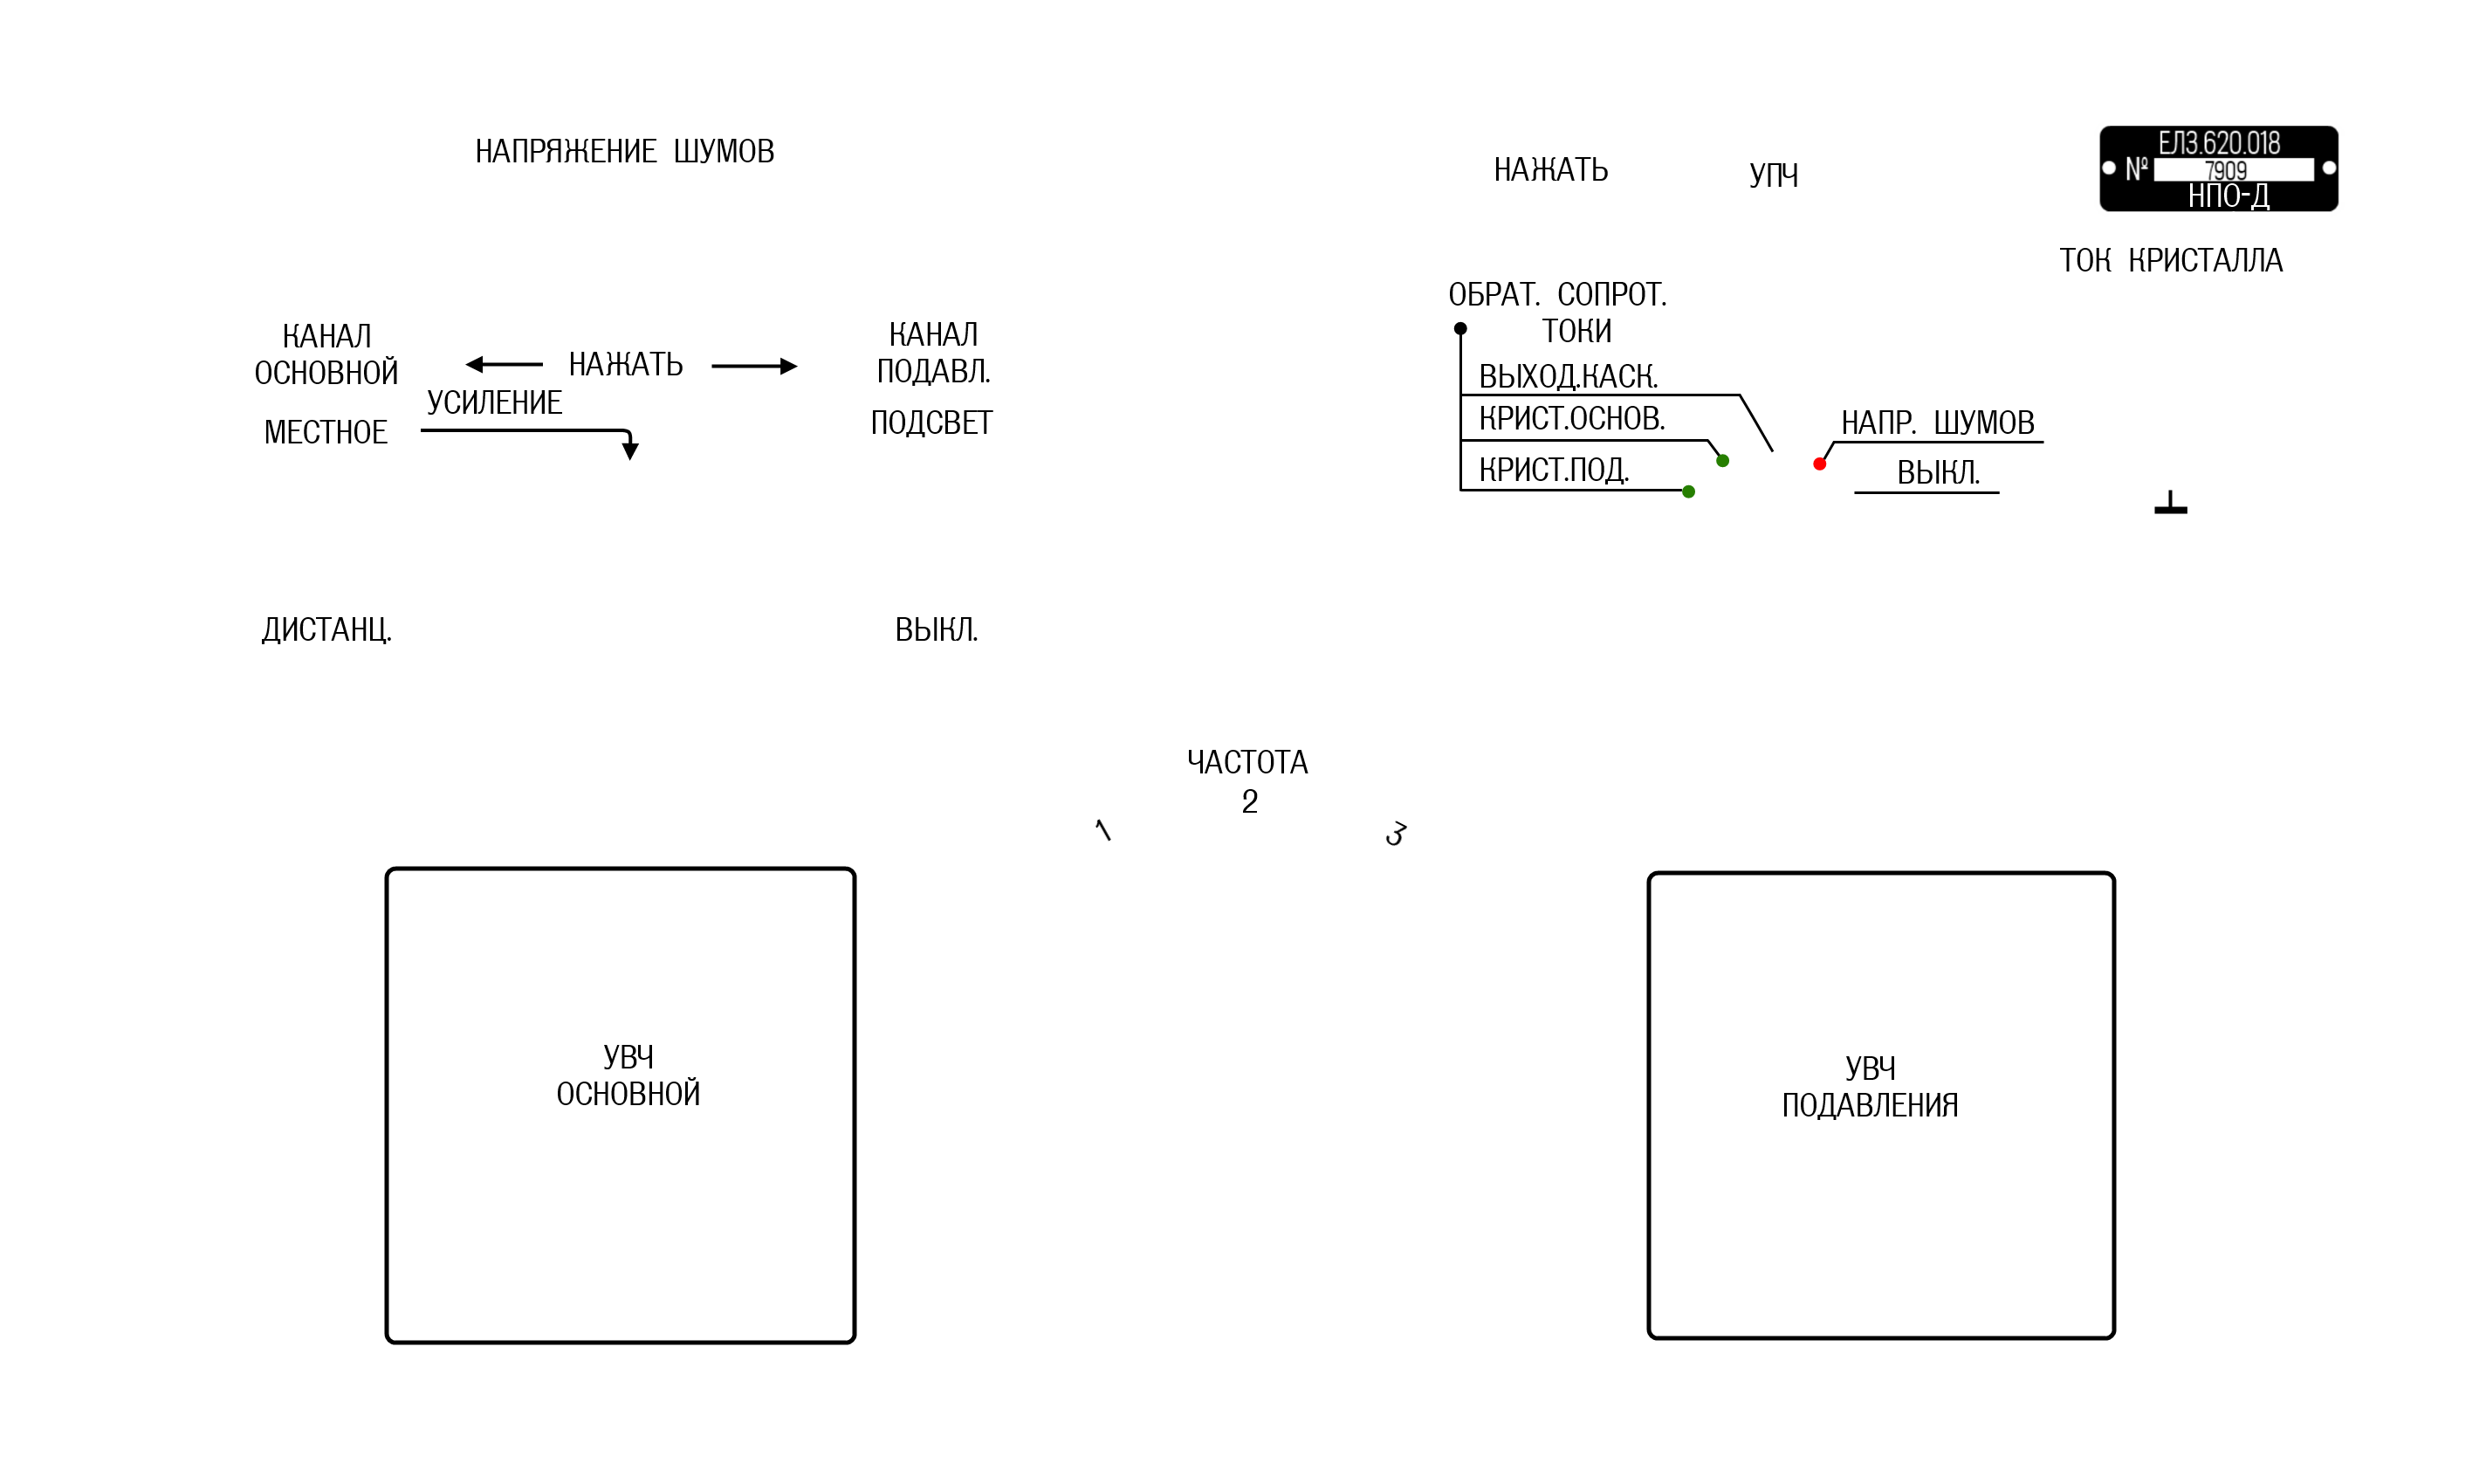 НАПРЯЖЕНИЕ ШУМОВ
НАЖАТЬ
УПЧ
ЕЛ3.620.018
№ 7909
НПО-Д
ТОК КРИСТАЛЛА
КАНАЛ
ОСНОВНОЙ
НАЖАТЬ
КАНАЛ
ПОДАВЛ.
УСИЛЕНИЕ
МЕСТНОЕ
ПОДСВЕТ
ОБРАТ. СОПРОТ.
ТОКИ
ВЫХОД.КАСК.
КРИСТ.ОСНОВ.
КРИСТ.ПОД.
НАПР. ШУМОВ
ВЫКЛ.
ДИСТАНЦ.
ВЫКЛ.
ЧАСТОТА
1
2
3
УВЧ
ОСНОВНОЙ
УВЧ
ПОДАВЛЕНИЯ